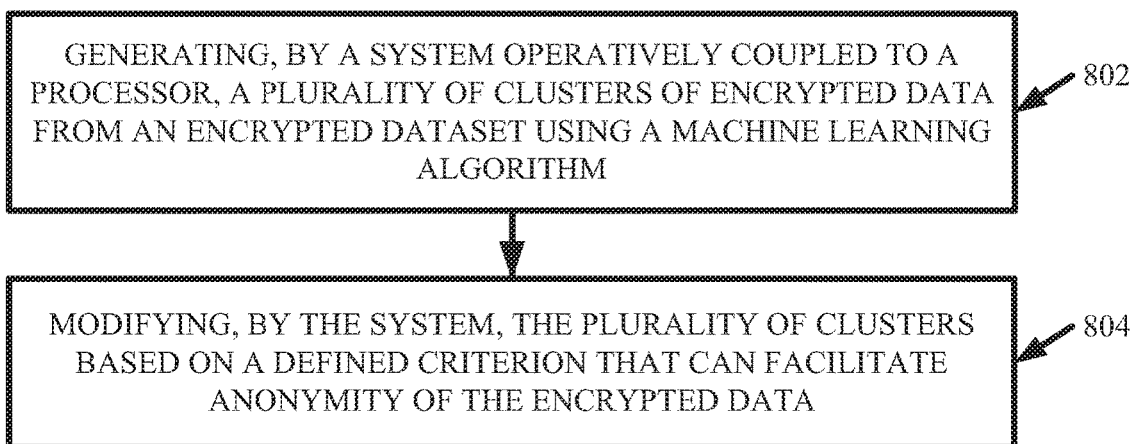 GENERATING, BY A SYSTEM OPERATIVELY COUPLED TO A
PROCESSOR, A PLURALITY OF CLUSTERS OF ENCRYPTED DATA
FROM AN ENCRYPTED DATASET USING A MACHINE LEARNING
ALGORITHM
802
MODIFYING, BY THE SYSTEM, THE PLURALITY OF CLUSTERS
BASED ON A DEFINED CRITERION THAT CAN FACILITATE
ANONYMITY OF THE ENCRYPTED DATA
804